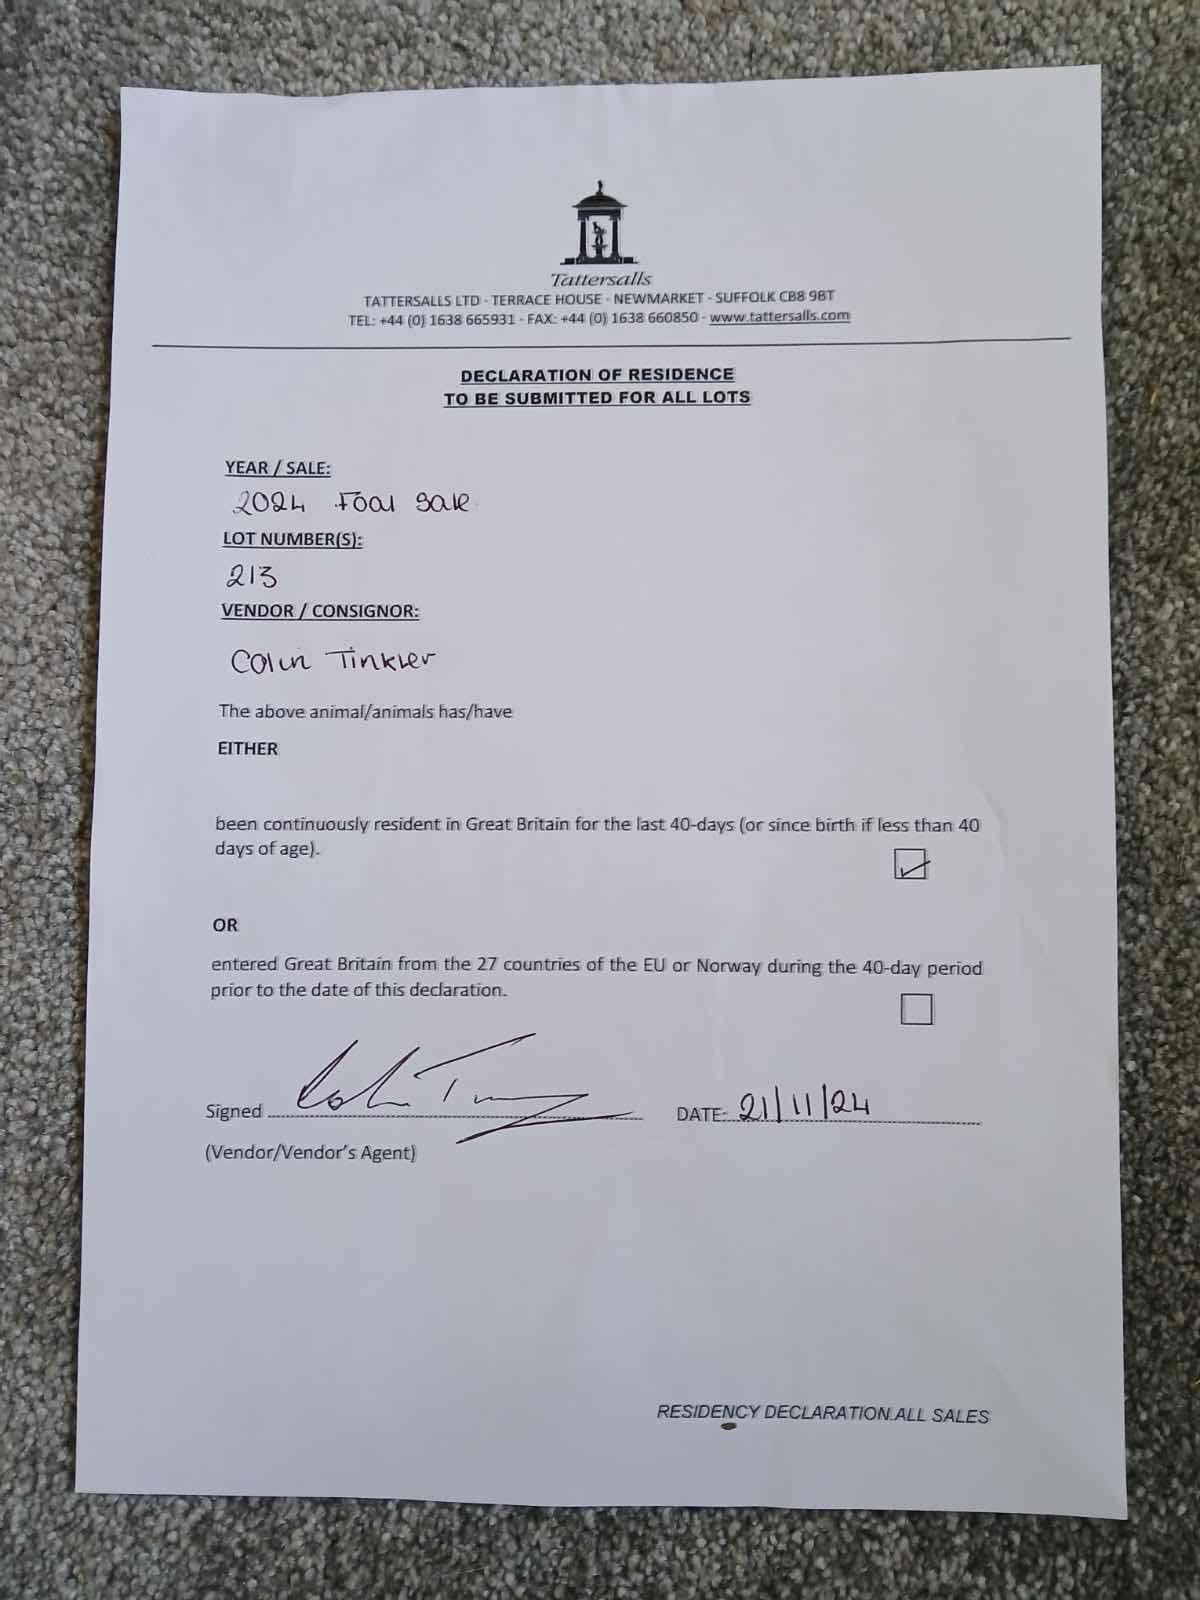 Tattersalls
TATTERSALLS LTD - TERRACE HOUSE - NEWMARKET - SUFFOLK CB8 9BT
TEL: +44 (0) 1638 665931 - FAX: +44 (0) 1638 660850 - www.tattersalls.com
DECLARATION OF RESIDENCE
TO BE SUBMITTED FOR ALL LOTS
YEAR / SALE:
2024 Foal Sale
LOT NUMBER(S):
213
VENDOR / CONSIGNOR:
Colin Tinkler
The above animal/animals has/have
EITHER
been continuously resident in Great Britain for the last 40-days (or since birth if less than 40
days of age).
OR
entered Great Britain from the 27 countries of the EU or Norway during the 40-day period
prior to the date of this declaration.
Signed
DATE: 21/11/24
(Vendor/Vendor's Agent)
RESIDENCY DECLARATION.ALL SALES